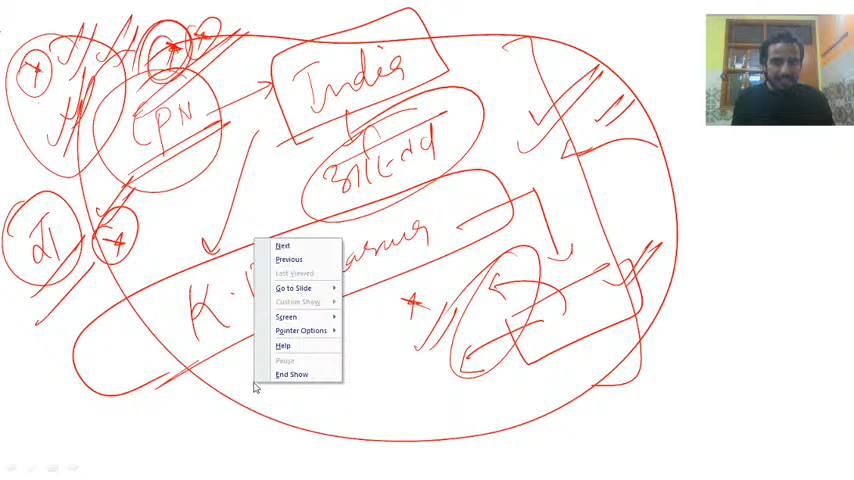 CPN
India
भारत
K.P
Next
Previous
Last Viewed
Go to Slide
Custom Show
Screen
Pointer Options
Help
Pause
End Show